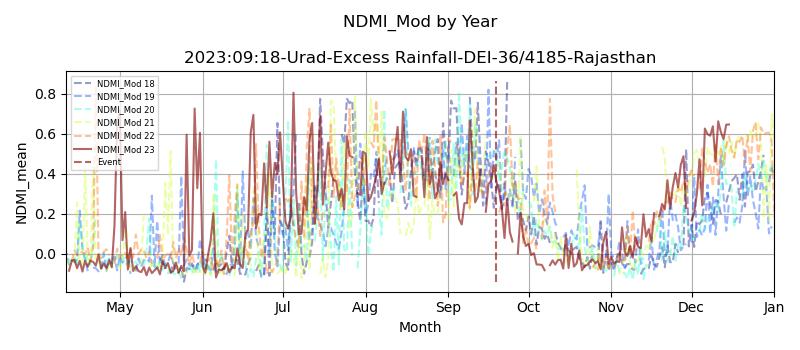 NDMI_Mod by Year
2023:09:18-Urad-Excess Rainfall-DEI-36/4185-Rajasthan
NDMI_mean
0.8
0.6
0.4
0.2
0.0
NDMI_Mod 18
NDMI_Mod 19
NDMI_Mod 20
NDMI_Mod 21
NDMI_Mod 22
NDMI_Mod 23
Event
May Jun Jul Aug Sep Oct Nov Dec Jan
Month